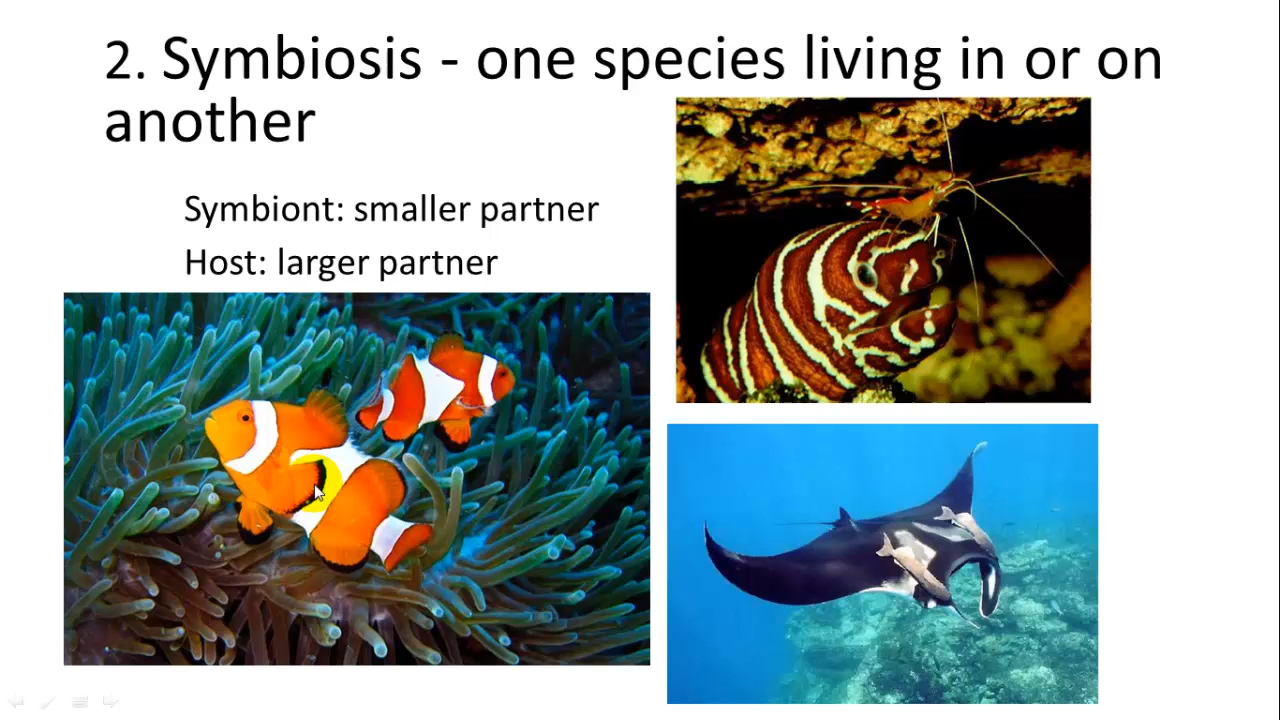 2. Symbiosis - one species living in or on
another
Symbiont: smaller partner
Host: larger partner